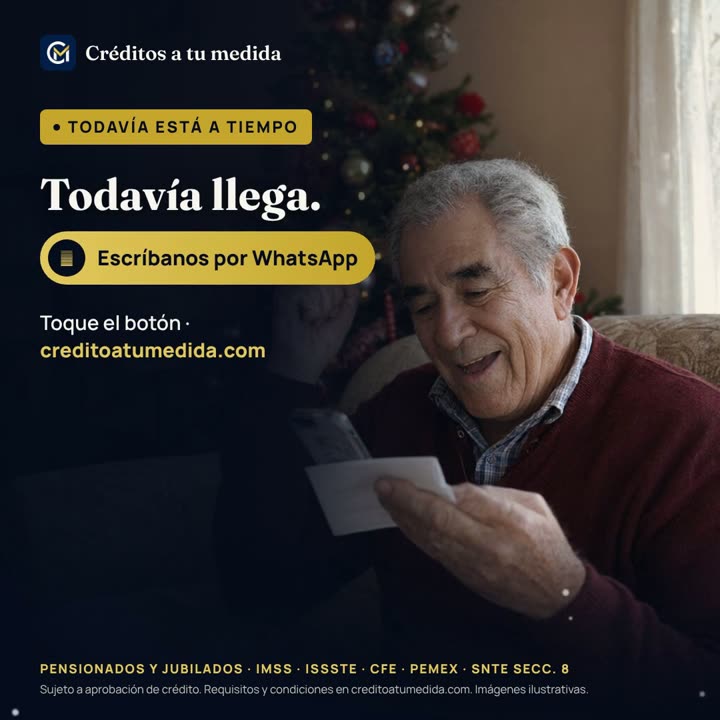 Créditos a tu medida
• TODAVÍA ESTÁ A TIEMPO
Todavía llega.
Escríbanos por WhatsApp
Toque el botón ·
creditoatumedida.com
PENSIONADOS Y JUBILADOS · IMSS · ISSSTE · CFE · PEMEX · SNTE SECC. 8
Sujeto a aprobación de crédito. Requisitos y condiciones en creditoatumedida.com. Imágenes ilustrativas.